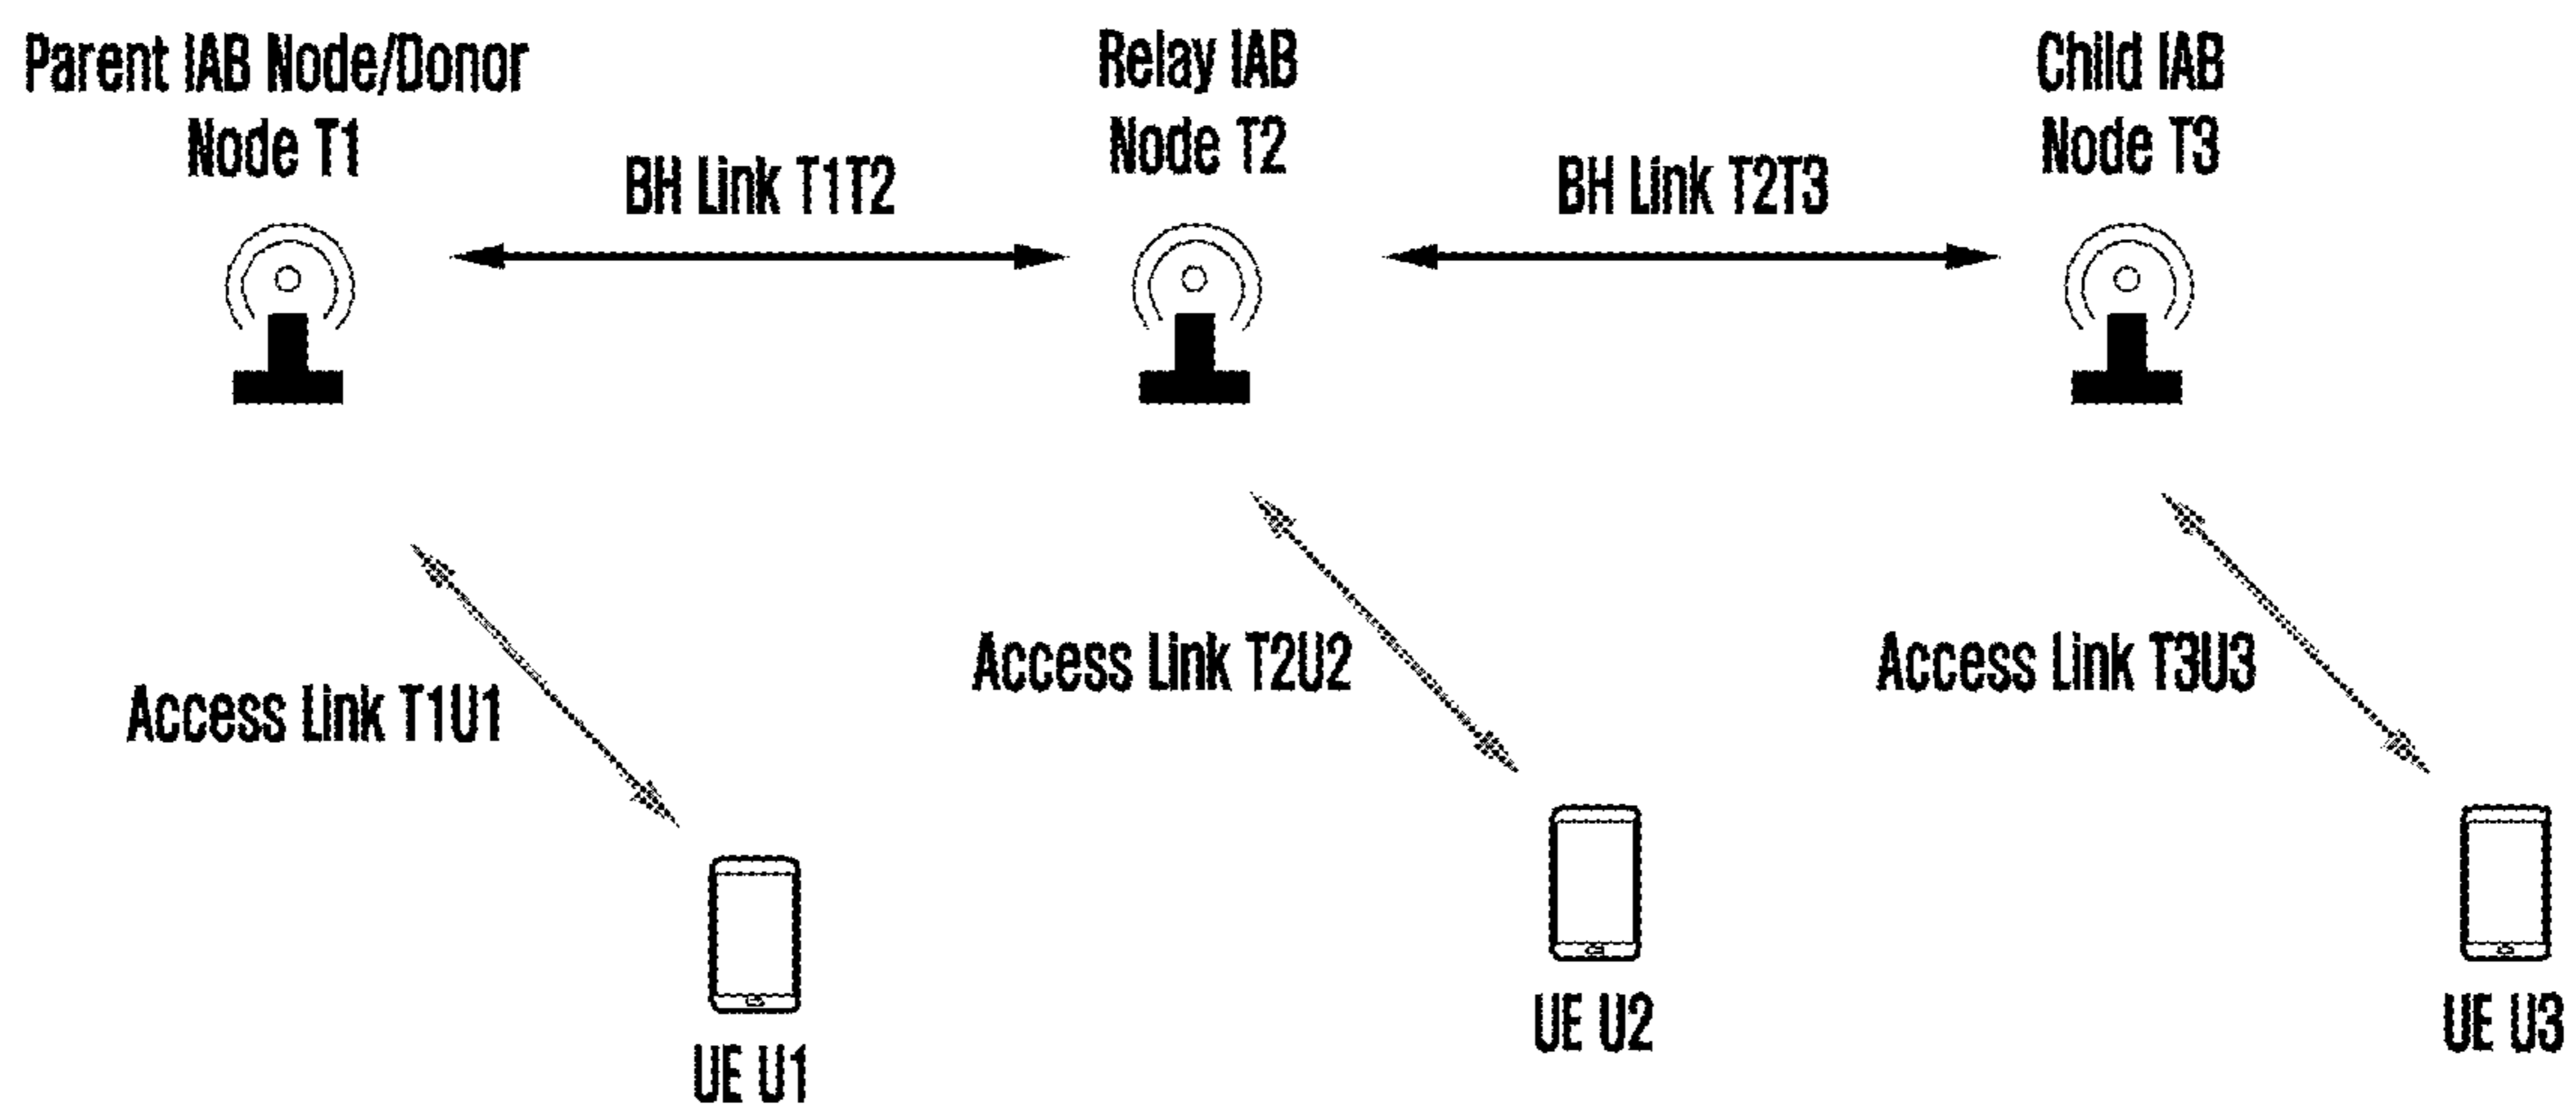 Parent IAB Node/Donor
Node T1
Relay IAB
Node T2
Child IAB
Node T3
BH Link T1T2
BH Link T2T3
Access Link T1U1
Access Link T2U2
Access Link T3U3
UE U1
UE U2
UE U3